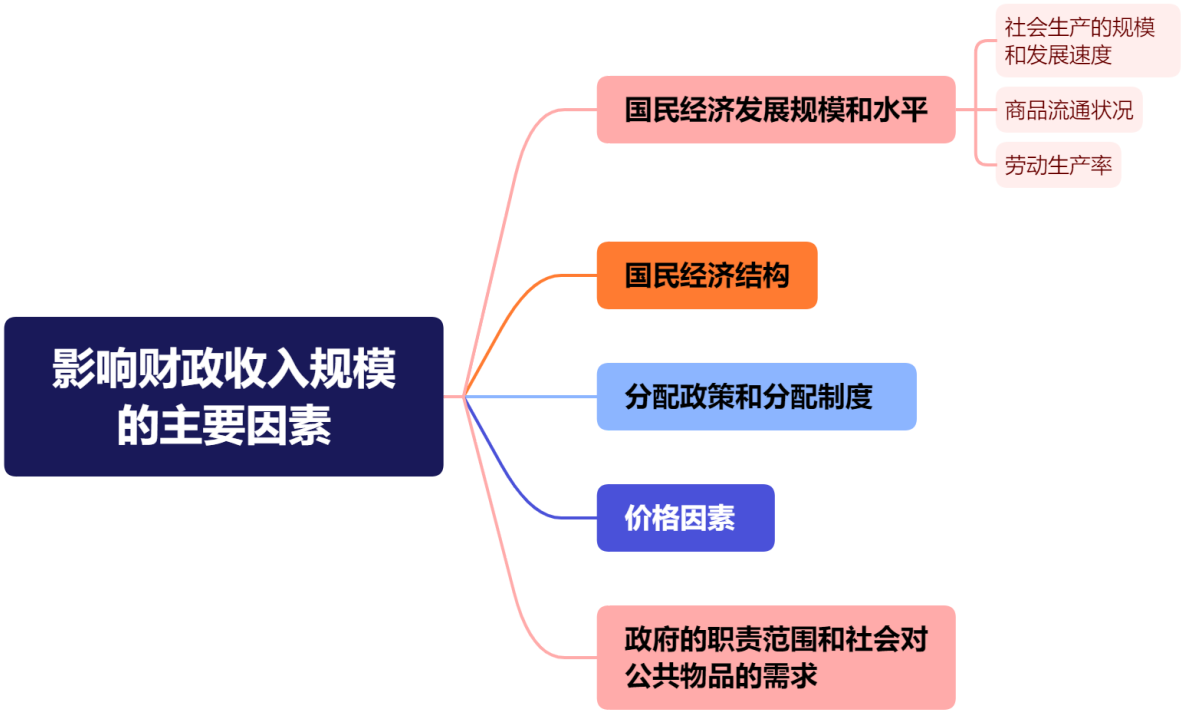 影响财政收入规模
的主要因素
国民经济发展规模和水平
社会生产的规模
和发展速度
商品流通状况
劳动生产率
国民经济结构
分配政策和分配制度
价格因素
政府的职责范围和社会对
公共物品的需求